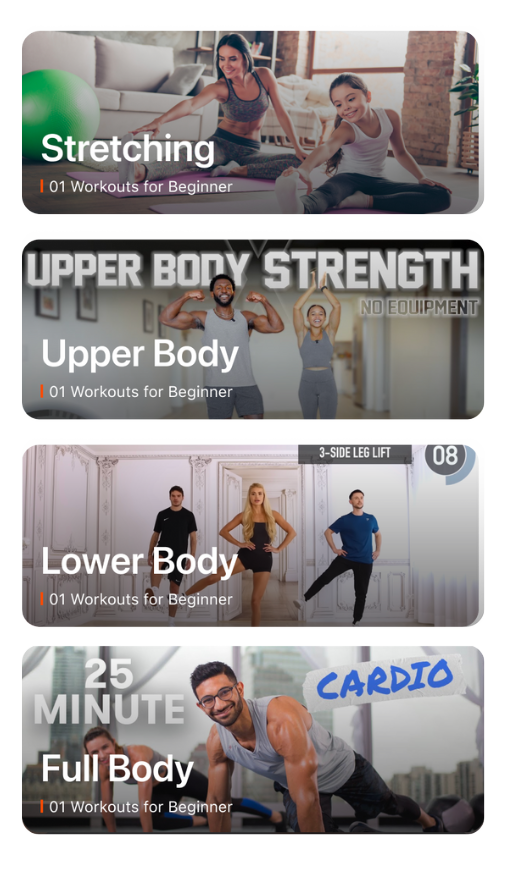 Stretching
01 Workouts for Beginner
UPPER BODY STRENGTH
NO EQUIPMENT
Upper Body
01 Workouts for Beginner
3-SIDE LEG LIFT
08
Lower Body
01 Workouts for Beginner
25
MINUTE
CARDIO
Full Body
01 Workouts for Beginner